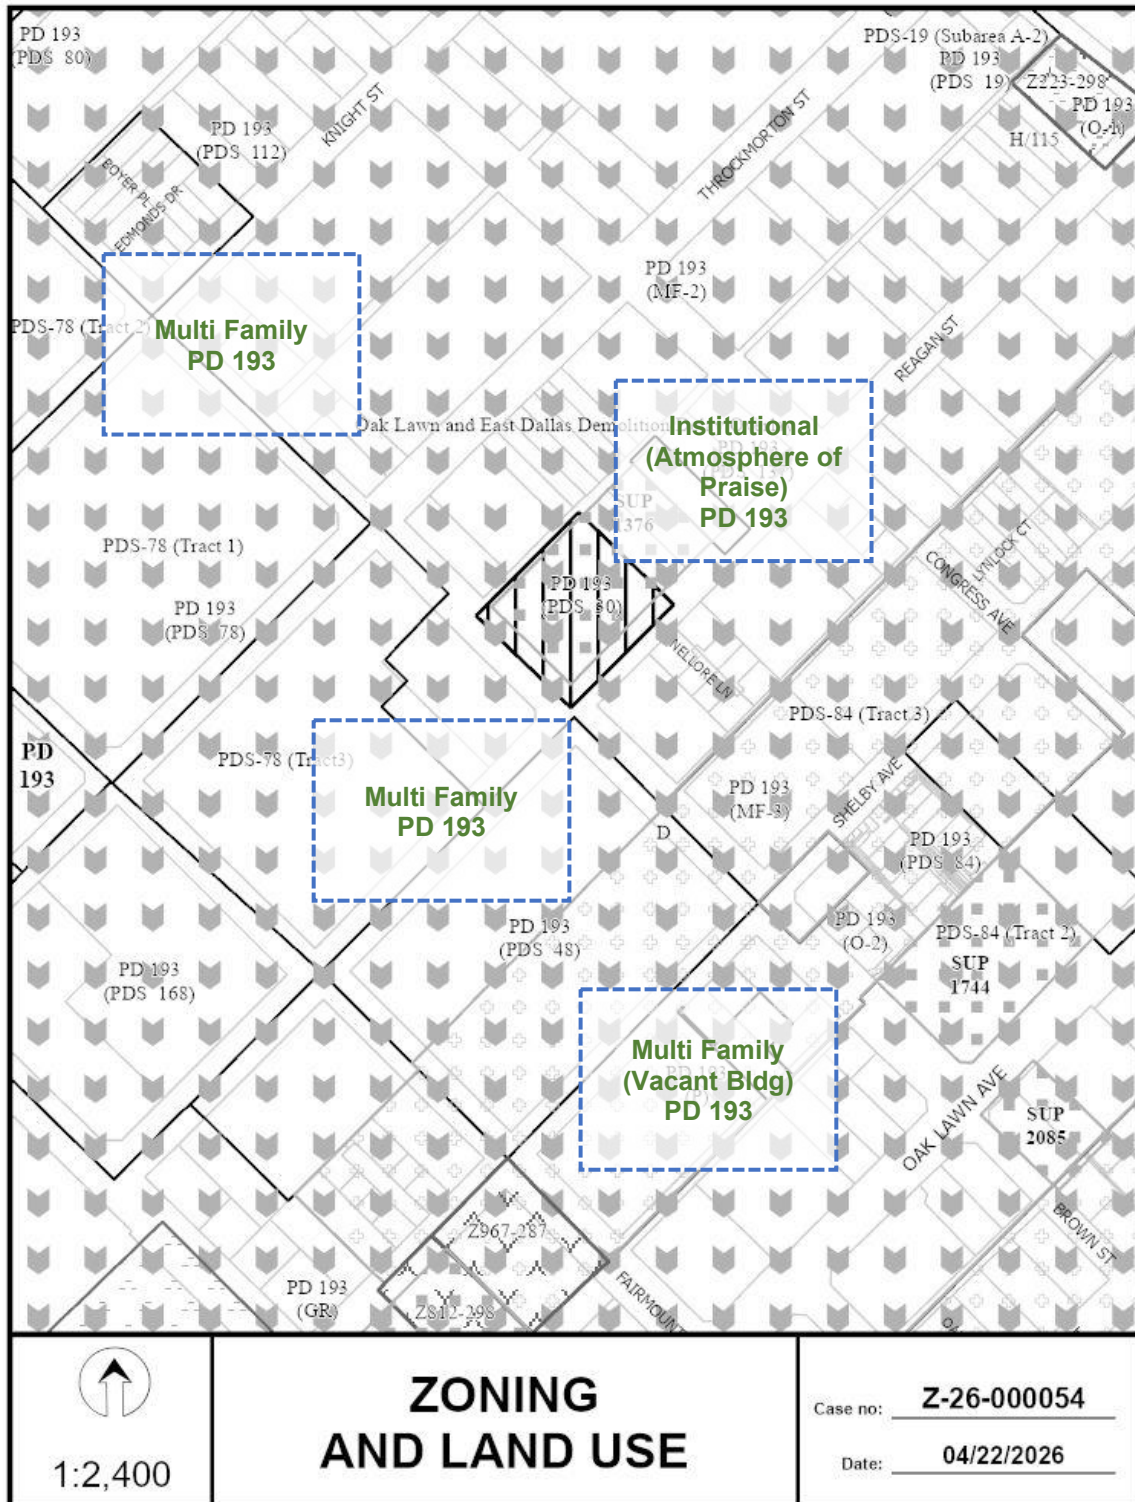 PD 193
(PDS 80)
PDS-19 (Subarea A-2)
PD 193
(PDS 19)
Z223-298
PD 193
(O-1)
H/115
KNIGHT ST
THROCKMORTON ST
PD 193
(PDS 112)
BOYER PL
EDMONDS DR
PD 193
(MF-2)
PDS-78 (Tract 2)
Multi Family
PD 193
REAGAN ST
Oak Lawn and East Dallas Demolition
Institutional
(Atmosphere of
Praise)
PD 193
PD 193
SUP
1376
PDS-78 (Tract 1)
PD 193
(PDS 60)
LYNLOCK CT
CONGRESS AVE
PD 193
(PDS 78)
NELLORE LN
PDS-84 (Tract 3)
PD
193
PDS-78 (Tract3)
Multi Family
PD 193
PD 193
(MF-3)
SHELBY AVE
D
PD 193
(PDS 84)
PD 193
(PDS 48)
PD 193
(O-2)
PDS-84 (Tract 2)
SUP
1744
PD 193
(PDS 168)
Multi Family
(Vacant Bldg)
PD 193
PD 193
(P)
OAK LAWN AVE
SUP
2085
BROWN ST
Z967-287
PD 193
(GR)
Z812-298
FAIRMOUNT
1:2,400
ZONING
AND LAND USE
Case no: Z-26-000054
Date: 04/22/2026